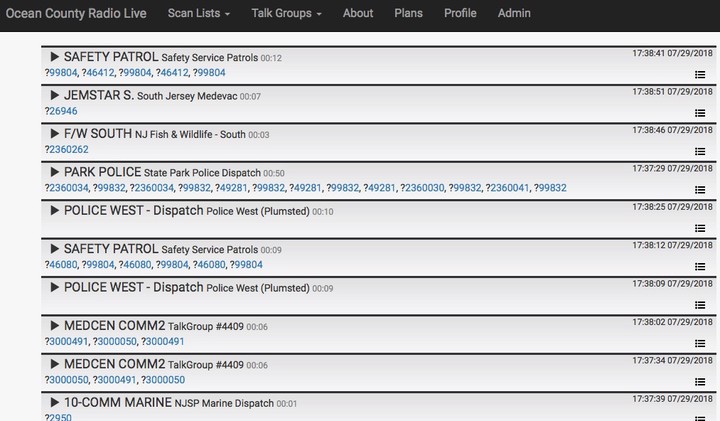 Ocean County Radio Live Scan Lists Talk Groups About Plans Profile Admin
SAFETY PATROL Safety Service Patrols 00:12 17:38:41 07/29/2018
?99804, ?46412, ?99804, ?46412, ?99804
JEMSTAR S. South Jersey Medevac 00:07 17:38:51 07/29/2018
?26946
F/W SOUTH NJ Fish & Wildlife - South 00:03 17:38:46 07/29/2018
?2360262
PARK POLICE State Park Police Dispatch 00:50 17:37:29 07/29/2018
?2360034, ?99832, ?2360034, ?99832, ?49281, ?99832, ?49281, ?99832, ?49281, ?2360030, ?99832, ?2360041, ?99832
POLICE WEST - Dispatch Police West (Plumsted) 00:10 17:38:25 07/29/2018
SAFETY PATROL Safety Service Patrols 00:09 17:38:12 07/29/2018
?46080, ?99804, ?46080, ?99804, ?46080, ?99804
POLICE WEST - Dispatch Police West (Plumsted) 00:09 17:38:09 07/29/2018
MEDCEN COMM2 TalkGroup #4409 00:06 17:38:02 07/29/2018
?3000491, ?3000050, ?3000491
MEDCEN COMM2 TalkGroup #4409 00:06 17:37:34 07/29/2018
?3000050, ?3000491, ?3000050
10-COMM MARINE NJSP Marine Dispatch 00:01 17:37:39 07/29/2018
?2950